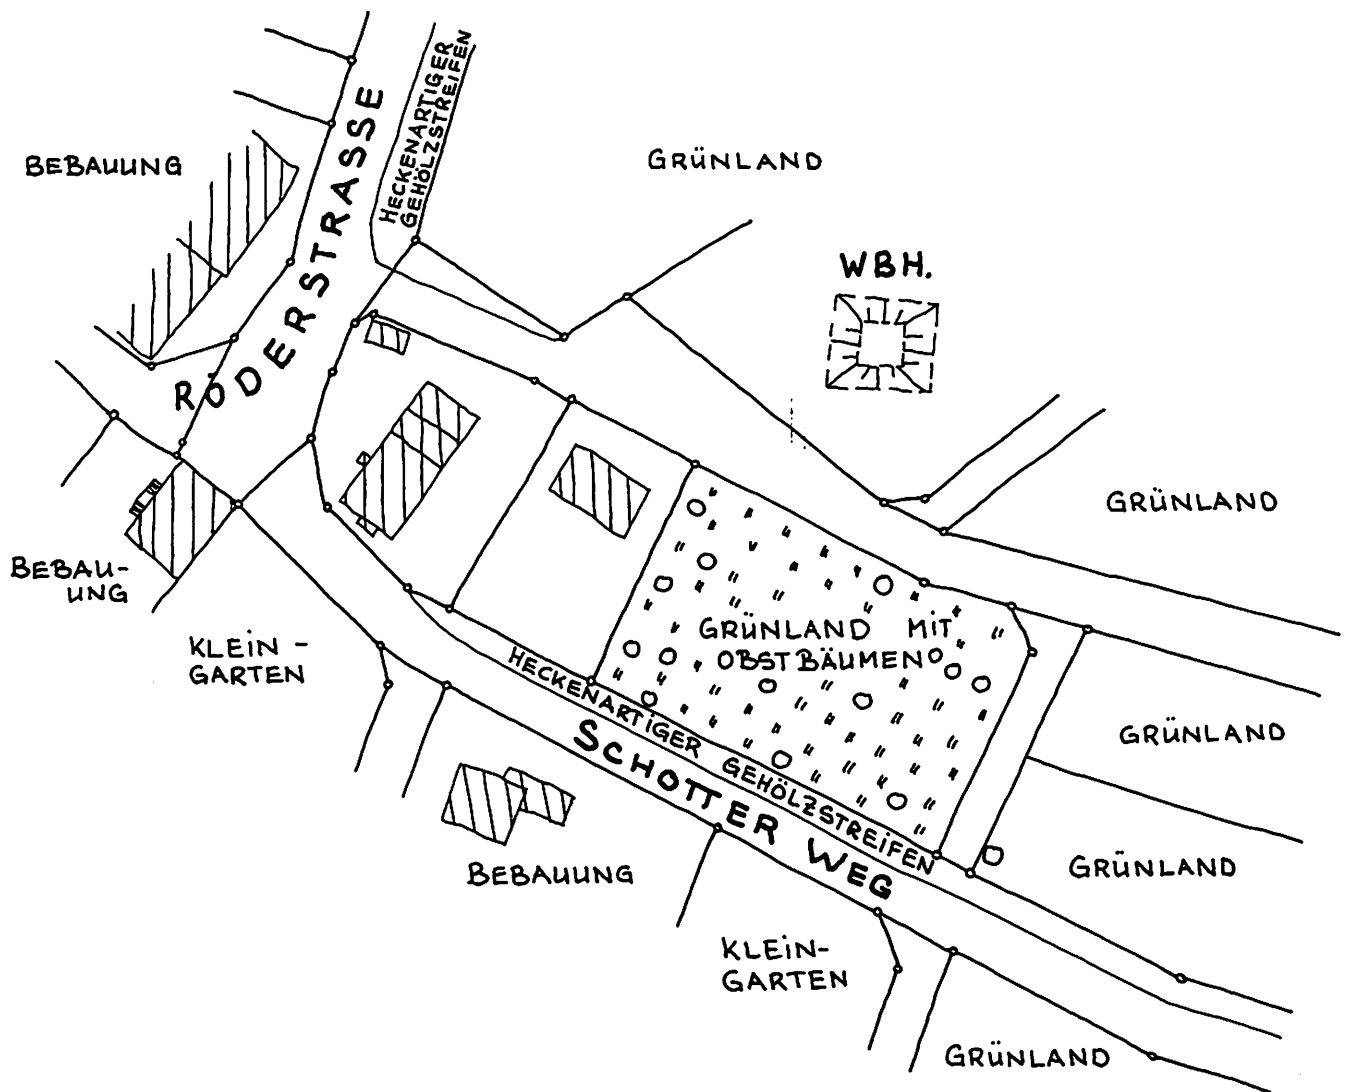 HECKENARTIGER
GEHÖLZSTREIFEN
RÖDERSTRASSE
BEBAUUNG
GRÜNLAND
WBH.
GRÜNLAND
BEBAU-
UNG
KLEIN-
GARTEN
GRÜNLAND MIT
OBSTBÄUMEN
HECKENARTIGER GEHÖLZSTREIFEN
SCHOTTER WEG
GRÜNLAND
GRÜNLAND
BEBAUUNG
KLEIN-
GARTEN
GRÜNLAND